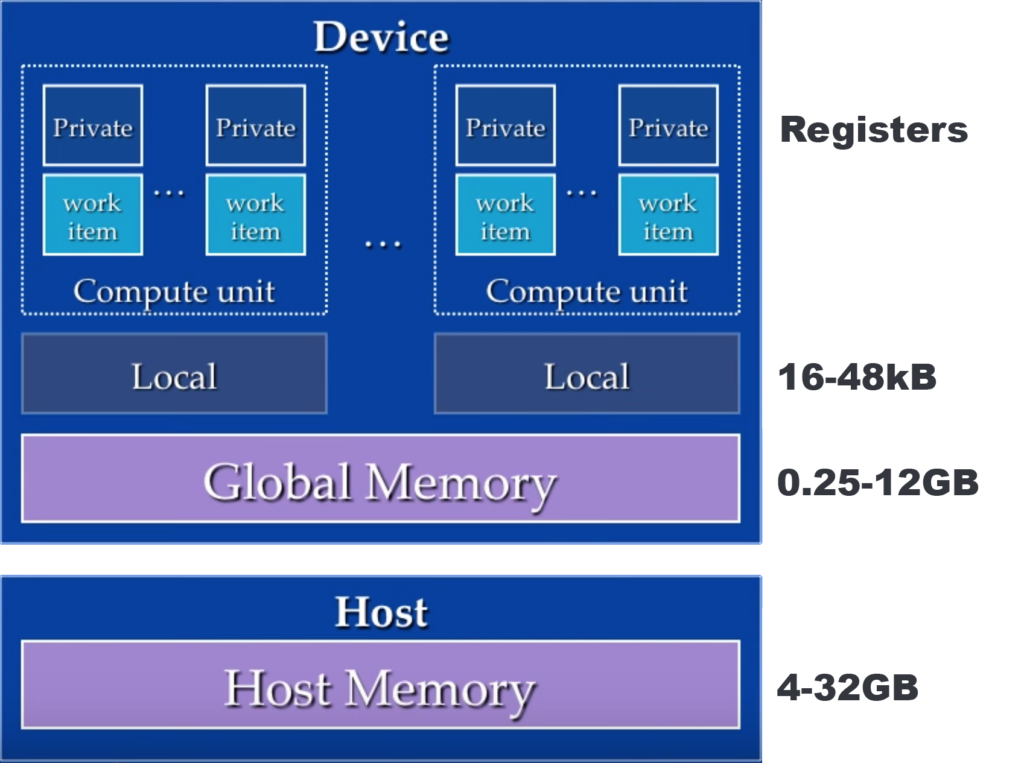 Device
Private
Private
Private
Private
Registers
...
...
work
item
work
item
work
item
work
item
...
Compute unit
Compute unit
Local
Local
16-48kB
Global Memory
0.25-12GB
Host
Host Memory
4-32GB